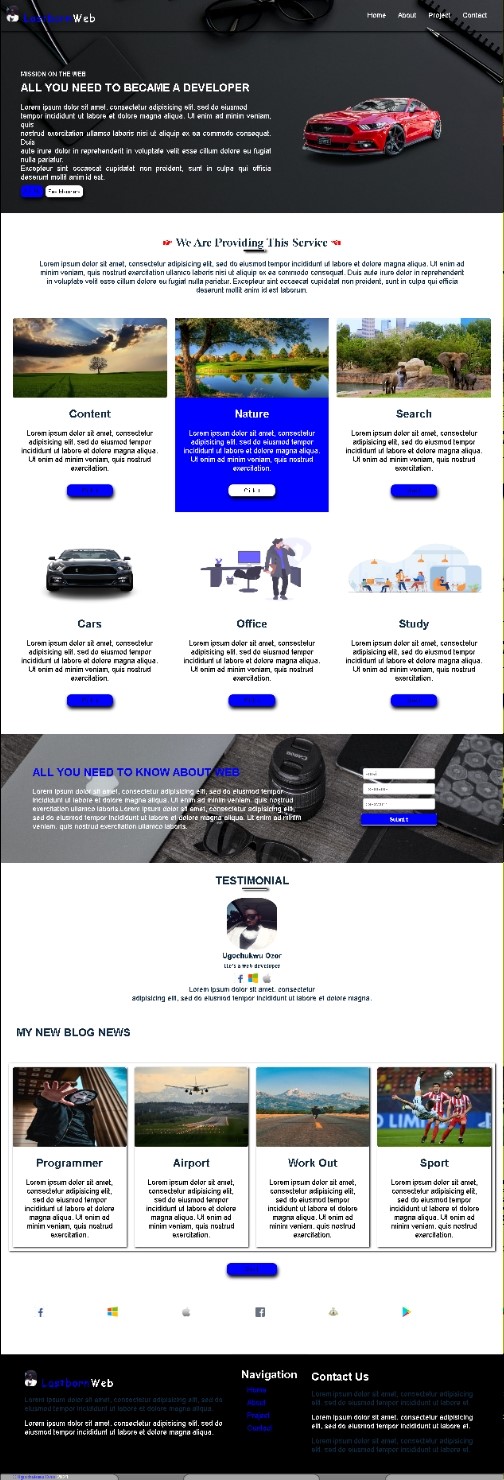 LastbornWeb
Home About Project Contact
MISSION ON THE WEB
ALL YOU NEED TO BECAME A DEVELOPER
Lorem ipsum dolor sit amet, consectetur adipisicing elit, sed do eiusmod
tempor incididunt ut labore et dolore magna aliqua. Ut enim ad minim veniam,
quis
nostrud exercitation ullamco laboris nisi ut aliquip ex ea commodo consequat.
Duis
aute irure dolor in reprehenderit in voluptate velit esse cillum dolore eu fugiat
nulla pariatur.
Excepteur sint occaecat cupidatat non proident, sunt in culpa qui officia
deserunt mollit anim id est.
We Are Providing This Service
Lorem ipsum dolor sit amet, consectetur adipisicing elit, sed do eiusmod tempor incididunt ut labore et dolore magna aliqua. Ut enim ad
minim veniam, quis nostrud exercitation ullamco laboris nisi ut aliquip ex ea commodo consequat. Duis aute irure dolor in reprehenderit
in voluptate velit esse cillum dolore eu fugiat nulla pariatur. Excepteur sint occaecat cupidatat non proident, sunt in culpa qui officia
deserunt mollit anim id est laborum.
Content
Lorem ipsum dolor sit amet, consectetur
adipisicing elit, sed do eiusmod tempor
incididunt ut labore et dolore magna aliqua.
Ut enim ad minim veniam, quis nostrud
exercitation.
Nature
Lorem ipsum dolor sit amet, consectetur
adipisicing elit, sed do eiusmod tempor
incididunt ut labore et dolore magna aliqua.
Ut enim ad minim veniam, quis nostrud
exercitation.
Search
Lorem ipsum dolor sit amet, consectetur
adipisicing elit, sed do eiusmod tempor
incididunt ut labore et dolore magna aliqua.
Ut enim ad minim veniam, quis nostrud
exercitation.
Cars
Lorem ipsum dolor sit amet, consectetur
adipisicing elit, sed do eiusmod tempor
incididunt ut labore et dolore magna aliqua.
Ut enim ad minim veniam, quis nostrud
exercitation.
Office
Lorem ipsum dolor sit amet, consectetur
adipisicing elit, sed do eiusmod tempor
incididunt ut labore et dolore magna aliqua.
Ut enim ad minim veniam, quis nostrud
exercitation.
Study
Lorem ipsum dolor sit amet, consectetur
adipisicing elit, sed do eiusmod tempor
incididunt ut labore et dolore magna aliqua.
Ut enim ad minim veniam, quis nostrud
exercitation.
ALL YOU NEED TO KNOW ABOUT WEB
Lorem ipsum dolor sit amet, consectetur adipisicing elit, sed do eiusmod tempor
incididunt ut labore et dolore magna aliqua. Ut enim ad minim veniam, quis nostrud
exercitation ullamco laboris Lorem ipsum dolor sit amet, consectetur adipisicing elit,
sed do eiusmod tempor incididunt ut labore et dolore magna aliqua. Ut enim ad minim
veniam, quis nostrud exercitation ullamco laboris.
Canon
Submit
TESTIMONIAL
Ugochukwu Ozor
He's a web developer
Lorem ipsum dolor sit amet, consectetur
adipisicing elit, sed do eiusmod tempor incididunt ut labore et dolore magna.
MY NEW BLOG NEWS
Programmer
Lorem ipsum dolor sit amet,
consectetur adipisicing elit,
sed do eiusmod tempor
incididunt ut labore et dolore
magna aliqua. Ut enim ad
minim veniam, quis nostrud
exercitation.
Airport
Lorem ipsum dolor sit amet,
consectetur adipisicing elit,
sed do eiusmod tempor
incididunt ut labore et dolore
magna aliqua. Ut enim ad
minim veniam, quis nostrud
exercitation.
Work Out
Lorem ipsum dolor sit amet,
consectetur adipisicing elit,
sed do eiusmod tempor
incididunt ut labore et dolore
magna aliqua. Ut enim ad
minim veniam, quis nostrud
exercitation.
Sport
Lorem ipsum dolor sit amet,
consectetur adipisicing elit,
sed do eiusmod tempor
incididunt ut labore et dolore
magna aliqua. Ut enim ad
minim veniam, quis nostrud
exercitation.
LastbornWeb
Lorem ipsum dolor sit amet, consectetur adipisicing elit, sed do
eiusmod tempor incididunt ut labore et dolore magna aliqua.
Lorem ipsum dolor sit amet, consectetur adipisicing elit, sed do
eiusmod tempor incididunt ut labore et dolore.
Navigation
Home
About
Project
Contact
Contact Us
Lorem ipsum dolor sit amet, consectetur adipisicing
elit, sed do eiusmod tempor incididunt ut labore et.
Lorem ipsum dolor sit amet, consectetur adipisicing
elit, sed do eiusmod tempor incididunt ut labore et.
Lorem ipsum dolor sit amet, consectetur adipisicing
elit, sed do eiusmod tempor incididunt ut labore et.